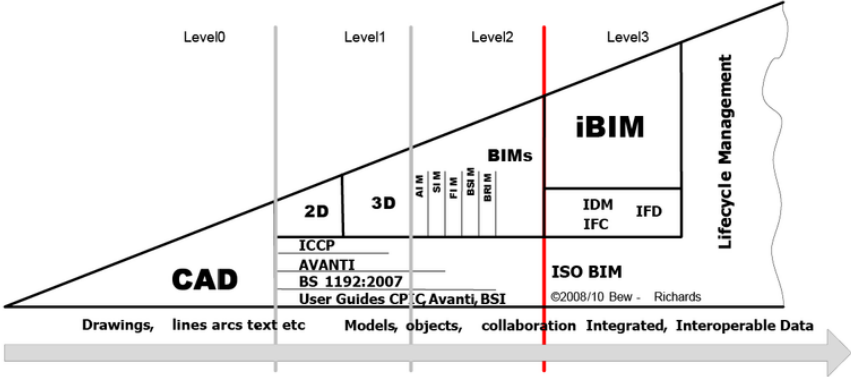 Level0 Level1 Level2 Level3
Lifecycle Management
iBIM
BIMs
AIM
SIM
FIM
BSIM
BRIM
2D 3D
IDM IFD
IFC
ICCP
AVANTI
CAD
ISO BIM
BS 1192:2007
User Guides CPIC, Avanti, BSI
©2008/10 Bew - Richards
Drawings, lines arcs text etc Models, objects, collaboration Integrated, Interoperable Data